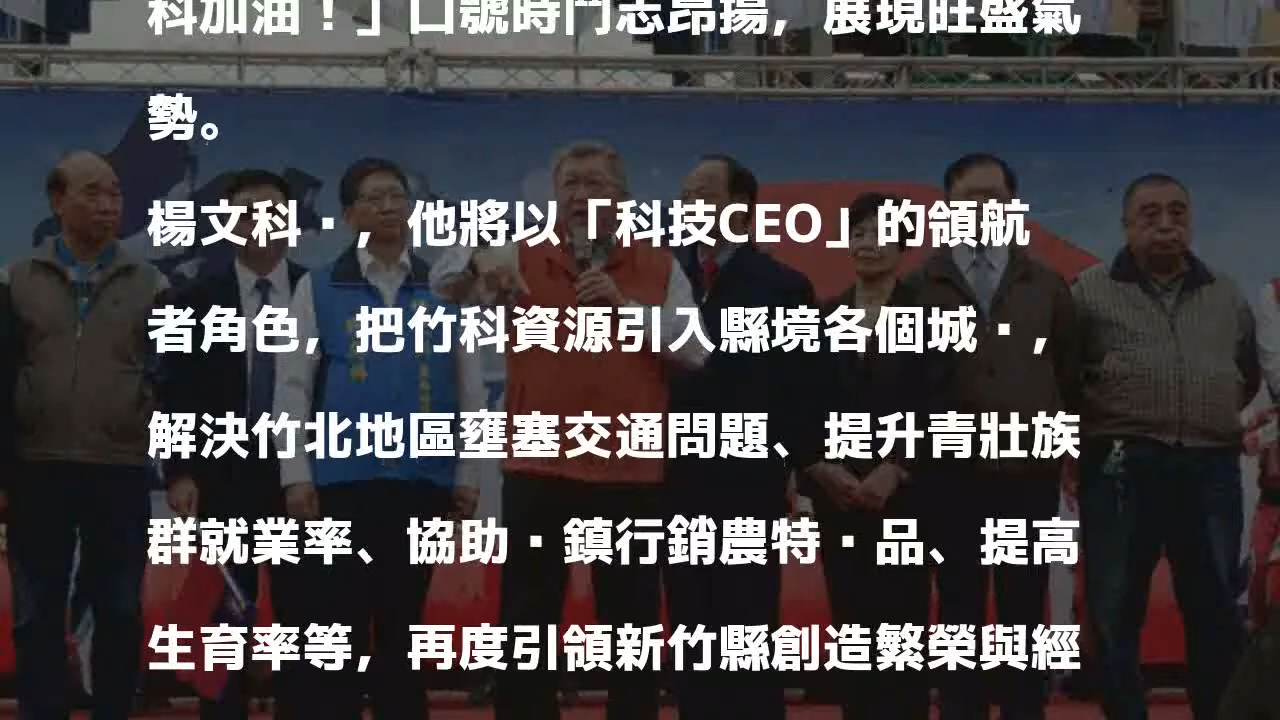 科加油！」口號時鬥志昂揚，展現旺盛氣
勢。
楊文科▪，他將以「科技CEO」的領航
者角色，把竹科資源引入縣境各個城▪，
解決竹北地區壅塞交通問題、提升青壯族
群就業率、協助▪鎮行銷農特▪品、提高
生育率等，再度引領新竹縣創造繁榮與經